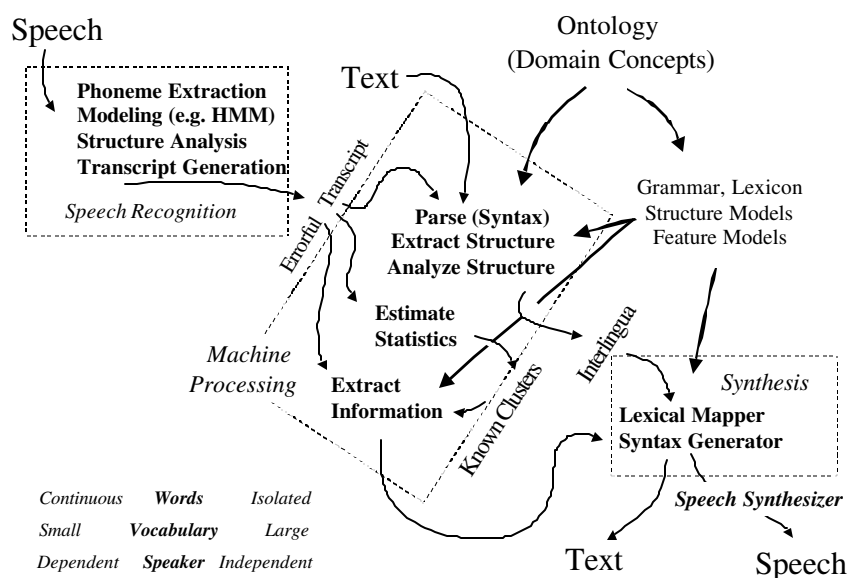 Speech
Phoneme Extraction
Modeling (e.g. HMM)
Structure Analysis
Transcript Generation
Speech Recognition
Text
Ontology
(Domain Concepts)
Errorful Transcript
Parse (Syntax)
Extract Structure
Analyze Structure
Grammar, Lexicon
Structure Models
Feature Models
Estimate
Statistics
Machine
Processing
Extract
Information
Known Clusters
Interlingua
Synthesis
Lexical Mapper
Syntax Generator
Speech Synthesizer
Text
Speech
Continuous Words Isolated
Small Vocabulary Large
Dependent Speaker Independent